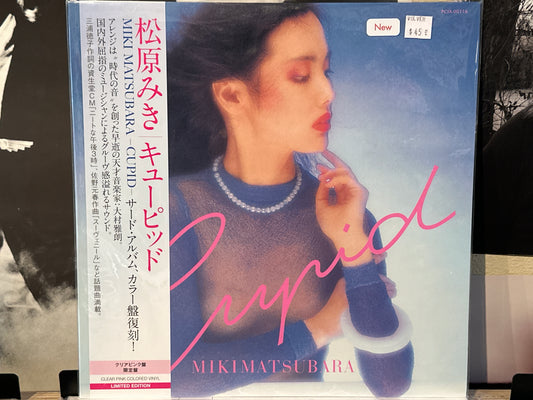 松原みき｜キューピッド
MIKI MATSUBARA – CUPID – サード・アルバム、カラー盤復刻！
アレンジは“時代の音”を創った早逝の天才音楽家：大村雅朗。
国内外屈指のミュージシャンによるグルーヴ感溢れるサウンド。
三浦徳子作詞の資生堂CM「ニートな午後3時」、佐野元春作曲「スーヴェニール」など話題曲満載。
クリアピンク盤
限定盤
CLEAR PINK COLORED VINYL
LIMITED EDITION
New
$45.0
Cupid
MIKI MATSUBARA